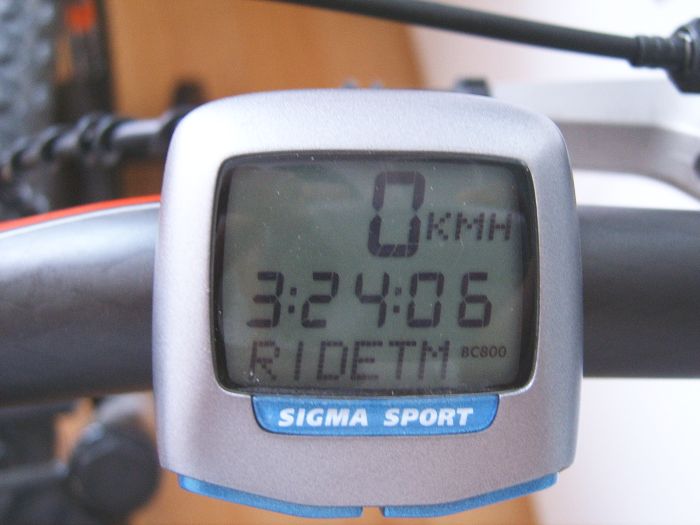 0 KMH
3:24:06
RIDETM BC800
SIGMA SPORT